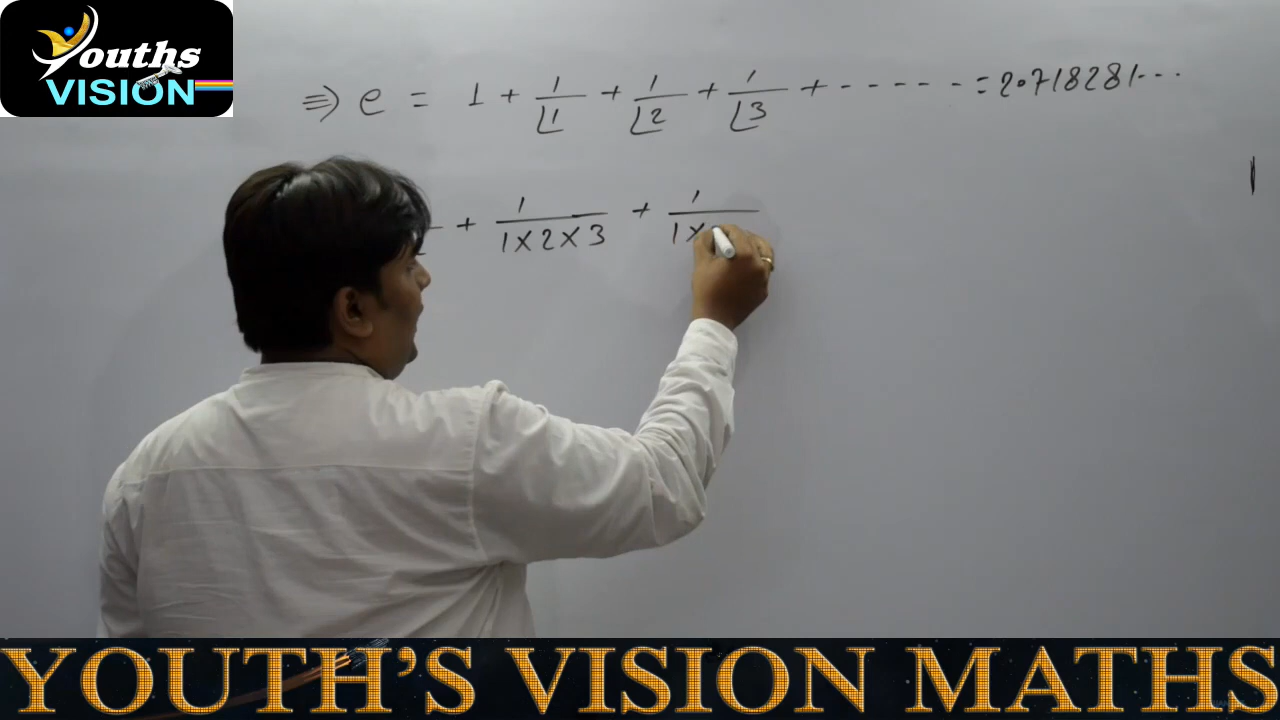 Youths
VISION
⇒ e = 1 + 1/⌊1 + 1/⌊2 + 1/⌊3 + ------ = 2.718281...
+ 1/1×2×3 + 1/1×
YOUTH'S VISION MATHS